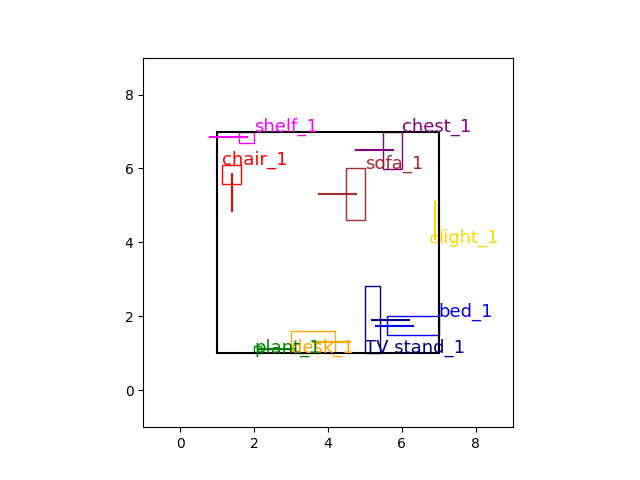 8
6
4
2
0
0
2
4
6
8
shelf_1
chest_1
chair_1
sofa_1
light_1
bed_1
plant_1
desk_1
TV stand_1